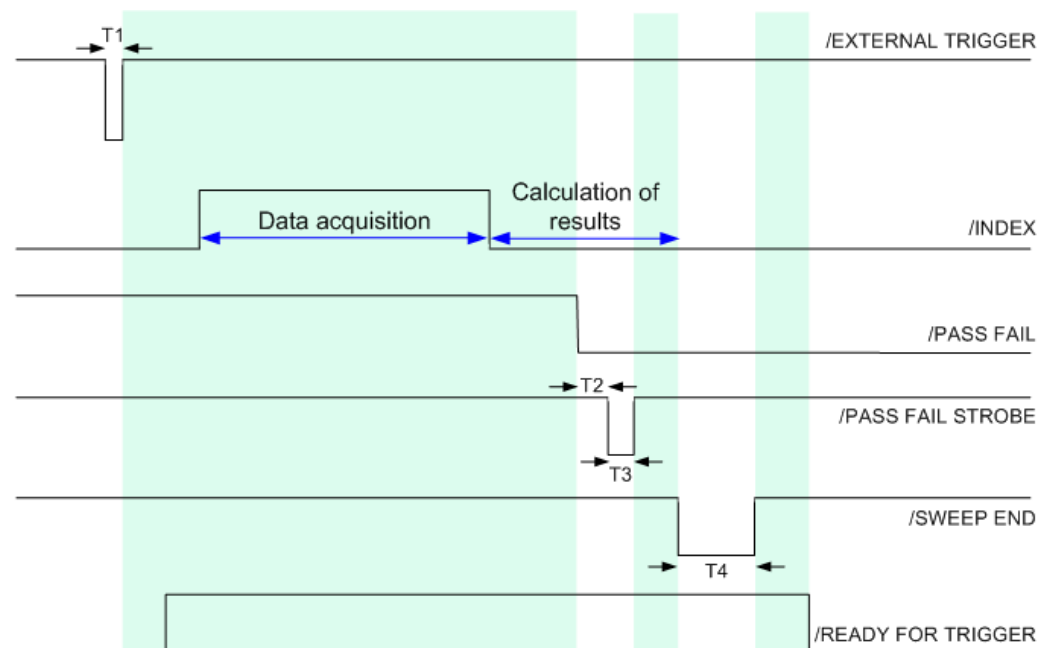 T1
/EXTERNAL TRIGGER
Data acquisition
Calculation of
results
/INDEX
/PASS FAIL
T2
/PASS FAIL STROBE
T3
/SWEEP END
T4
/READY FOR TRIGGER